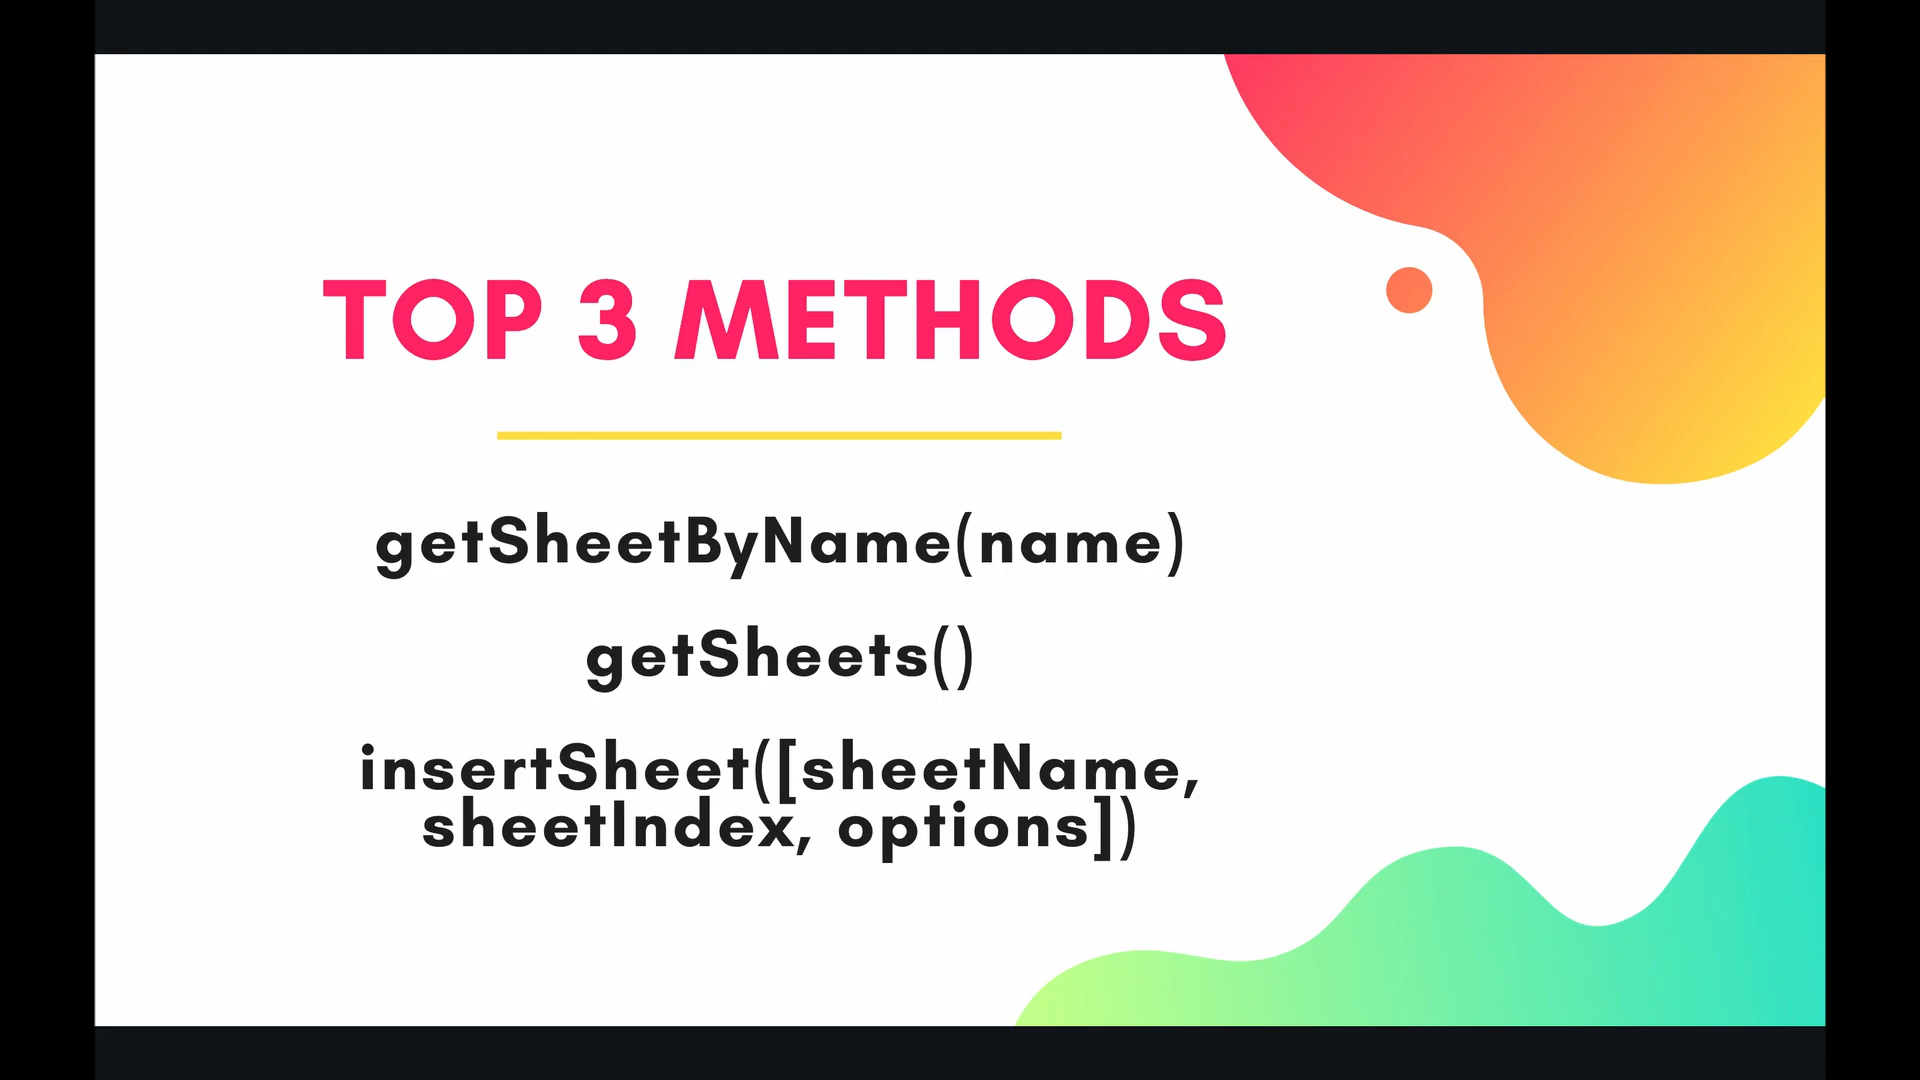 TOP 3 METHODS
getSheetByName(name)
getSheets()
insertSheet([sheetName,
sheetIndex, options])